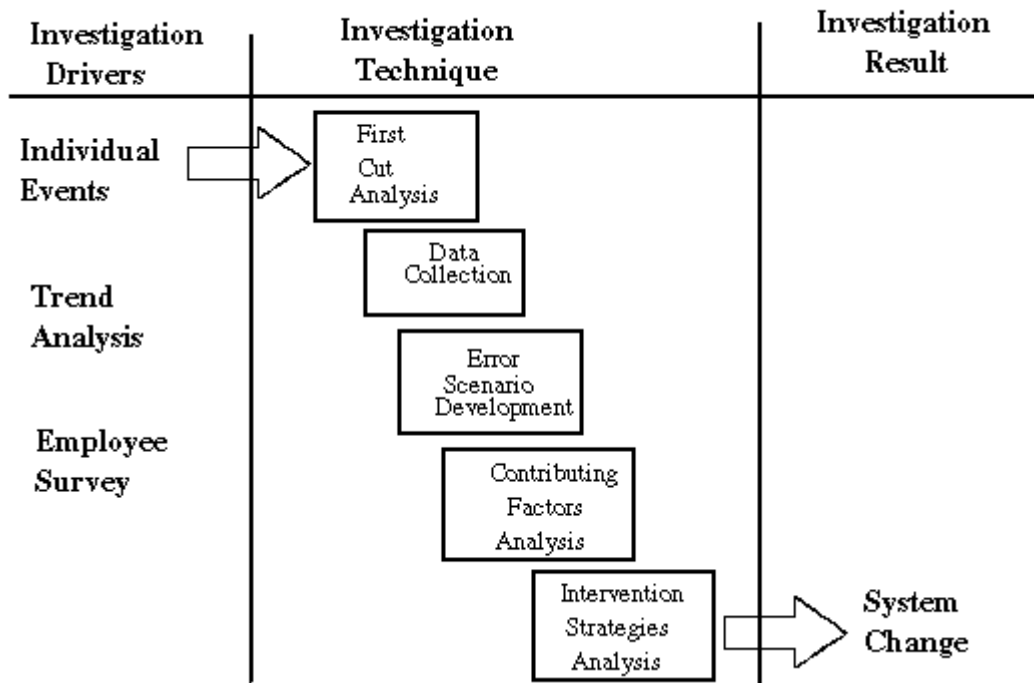 Investigation
Drivers
Investigation
Technique
Investigation
Result
Individual
Events
First
Cut
Analysis
Data
Collection
Trend
Analysis
Error
Scenario
Development
Employee
Survey
Contributing
Factors
Analysis
Intervention
Strategies
Analysis
System
Change